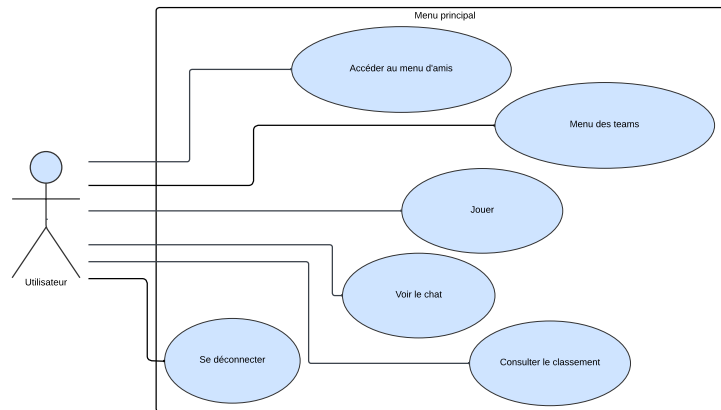 Menu principal
Accéder au menu d'amis
Menu des teams
Jouer
Utilisateur
Voir le chat
Se déconnecter
Consulter le classement